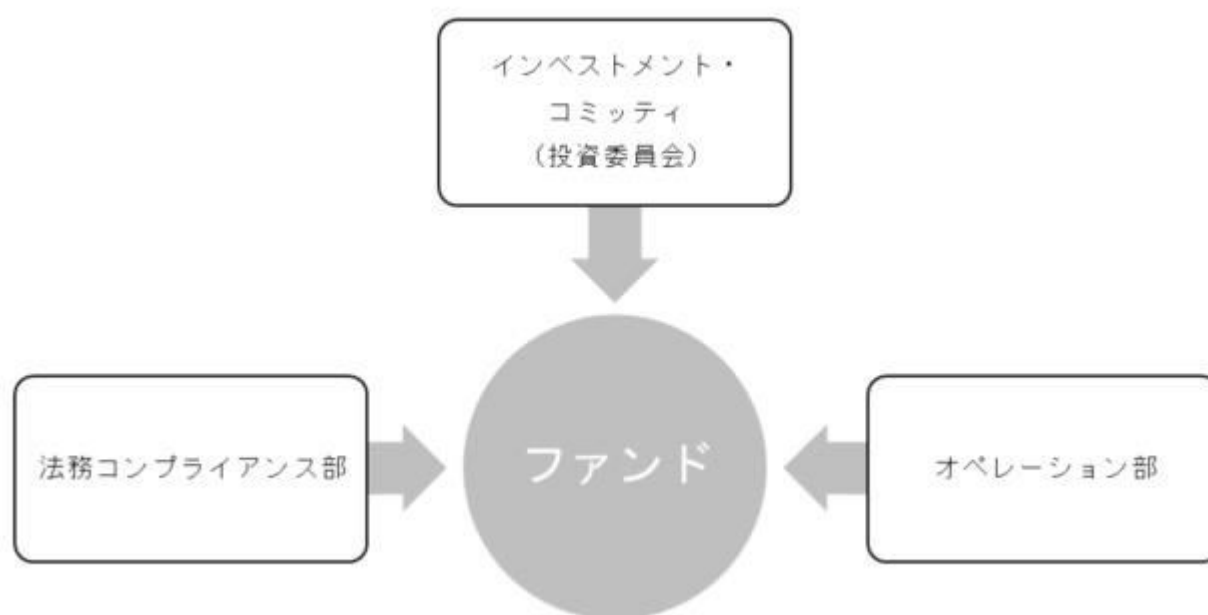 インベストメント・
コミッティ
（投資委員会）
法務コンプライアンス部
ファンド
オペレーション部